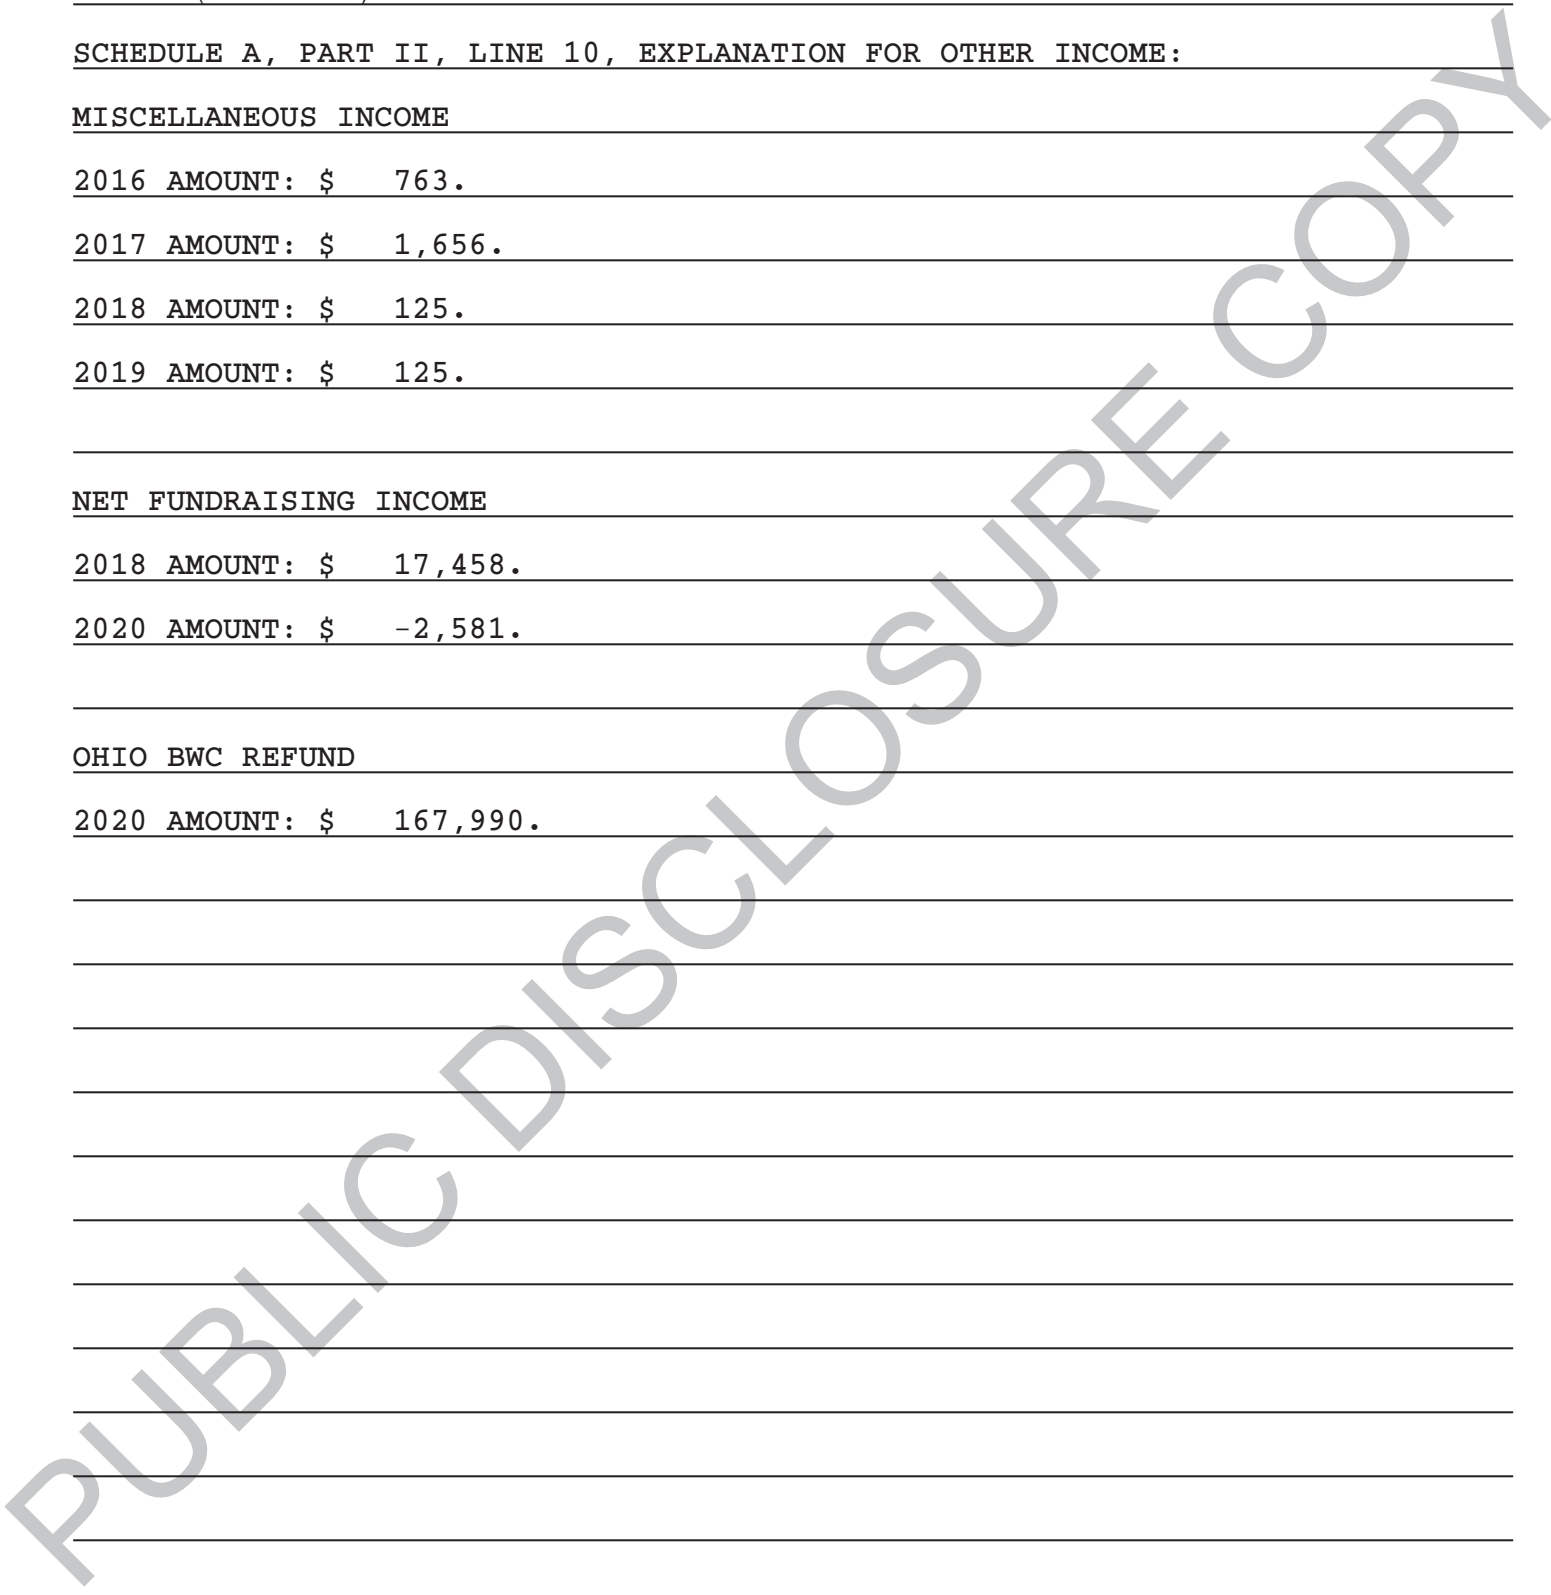 SCHEDULE A, PART II, LINE 10, EXPLANATION FOR OTHER INCOME:
MISCELLANEOUS INCOME
2016 AMOUNT: $ 763.
2017 AMOUNT: $ 1,656.
2018 AMOUNT: $ 125.
2019 AMOUNT: $ 125.
NET FUNDRAISING INCOME
2018 AMOUNT: $ 17,458.
2020 AMOUNT: $ -2,581.
OHIO BWC REFUND
2020 AMOUNT: $ 167,990.
PUBLIC DISCLOSURE COPY